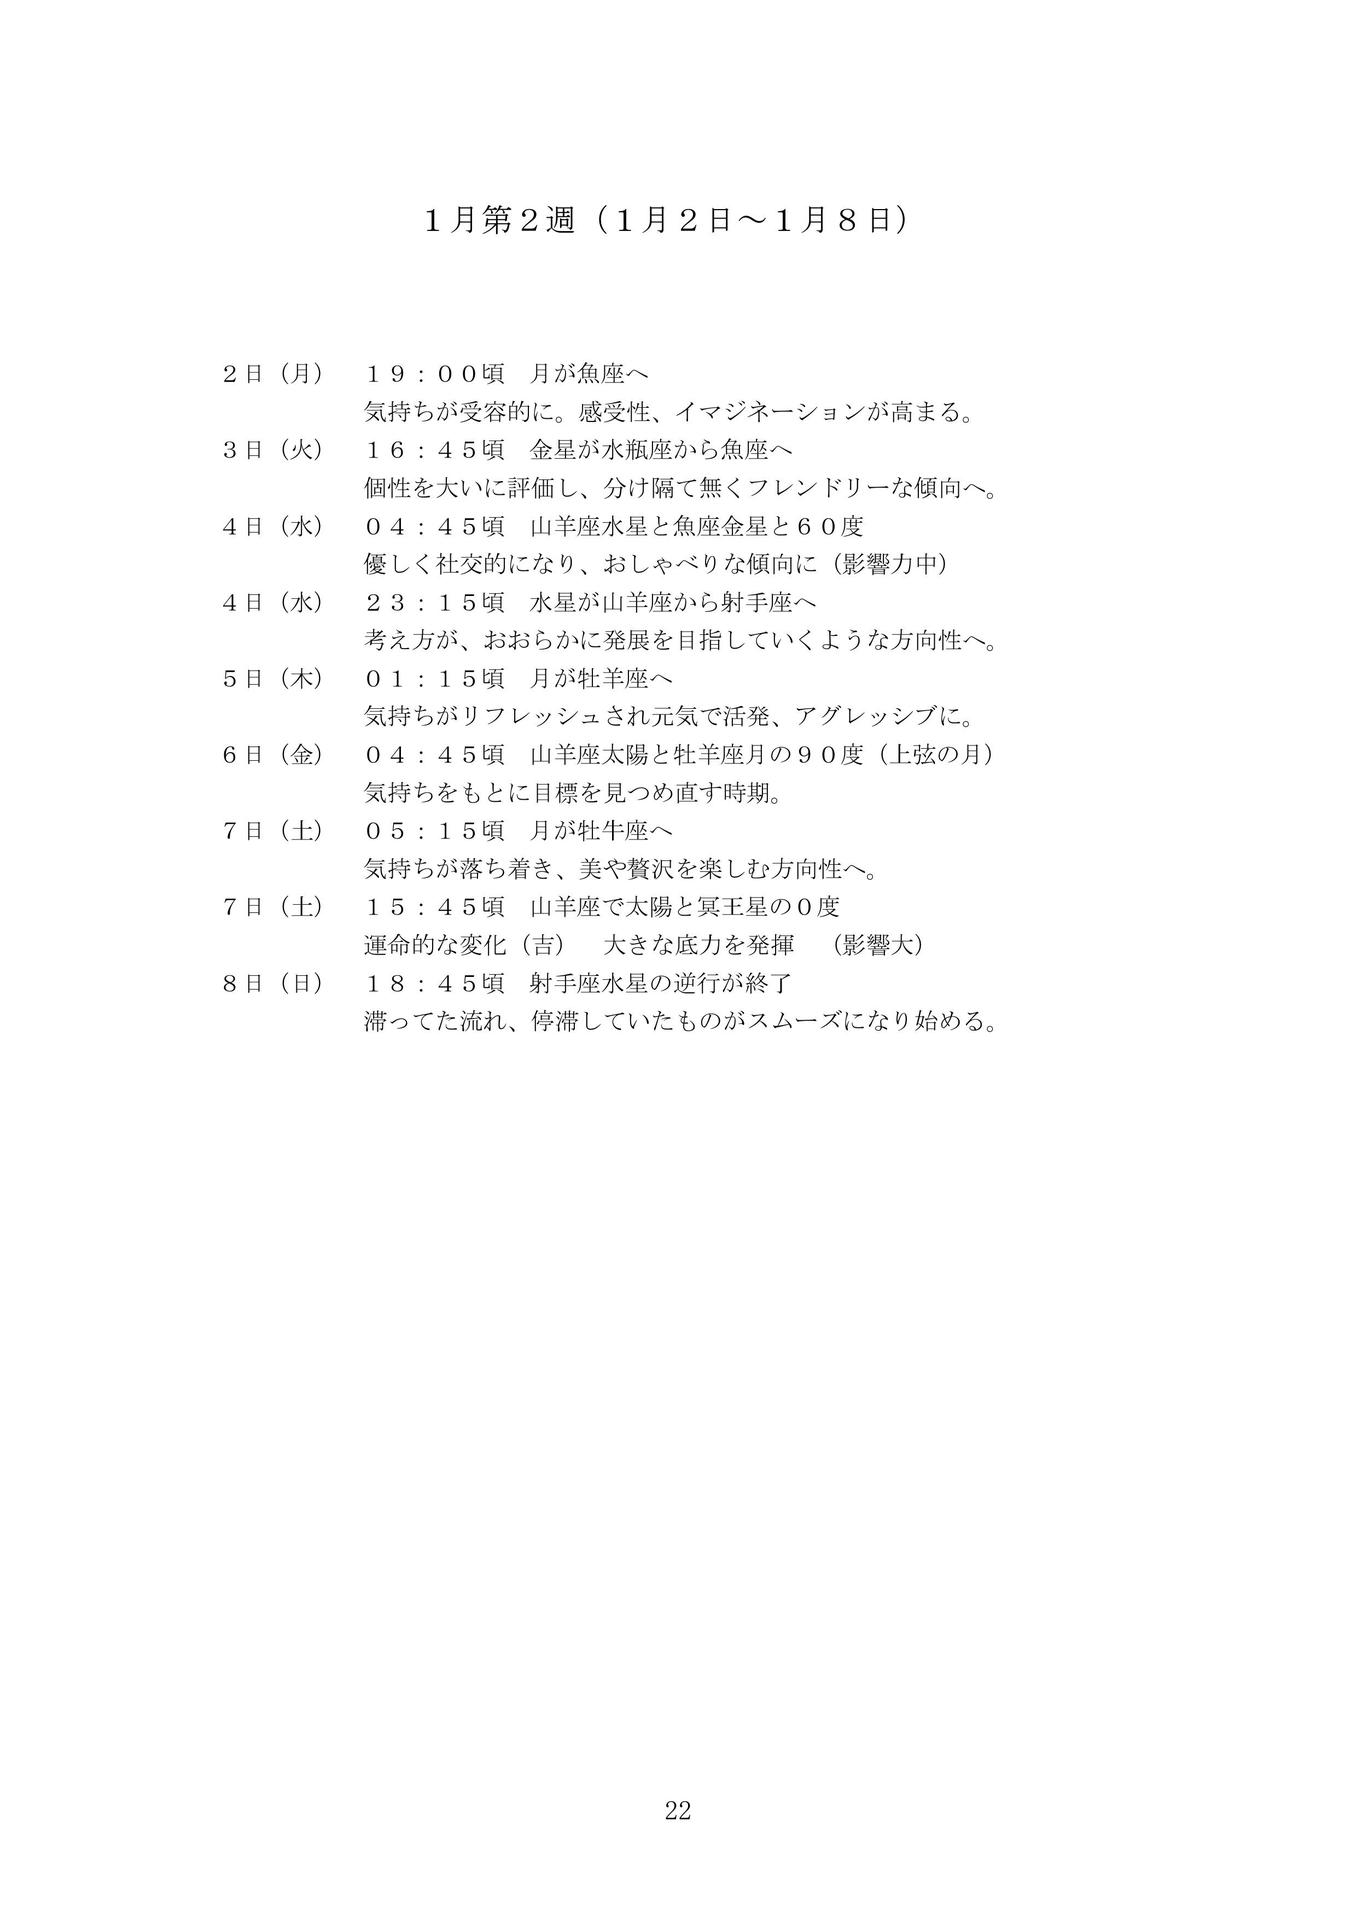 １月第２週（１月２日～１月８日）
２日（月）　１９：００頃　月が魚座へ
気持ちが受容的に。感受性、イマジネーションが高まる。
３日（火）　１６：４５頃　金星が水瓶座から魚座へ
個性を大いに評価し、分け隔て無くフレンドリーな傾向へ。
４日（水）　０４：４５頃　山羊座水星と魚座金星と６０度
優しく社交的になり、おしゃべりな傾向に（影響力中）
４日（水）　２３：１５頃　水星が山羊座から射手座へ
考え方が、おおらかに発展を目指していくような方向性へ。
５日（木）　０１：１５頃　月が牡羊座へ
気持ちがリフレッシュされ元気で活発、アグレッシブに。
６日（金）　０４：４５頃　山羊座太陽と牡羊座月の９０度（上弦の月）
気持ちをもとに目標を見つめ直す時期。
７日（土）　０５：１５頃　月が牡牛座へ
気持ちが落ち着き、美や贅沢を楽しむ方向性へ。
７日（土）　１５：４５頃　山羊座で太陽と冥王星の０度
運命的な変化（吉）　大きな底力を発揮　（影響大）
８日（日）　１８：４５頃　射手座水星の逆行が終了
滞ってた流れ、停滞していたものがスムーズになり始める。
22